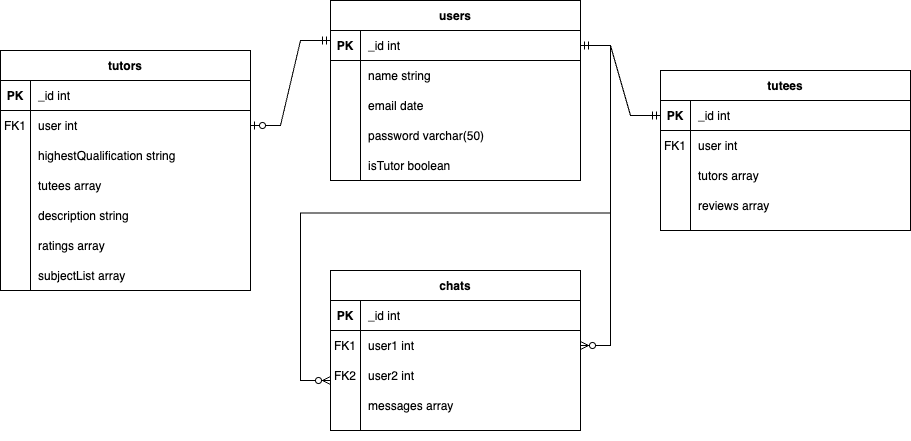 users
PK _id int
name string
email date
password varchar(50)
isTutor boolean
tutors
PK _id int
FK1 user int
highestQualification string
tutees array
description string
ratings array
subjectList array
tutees
PK _id int
FK1 user int
tutors array
reviews array
chats
PK _id int
FK1 user1 int
FK2 user2 int
messages array